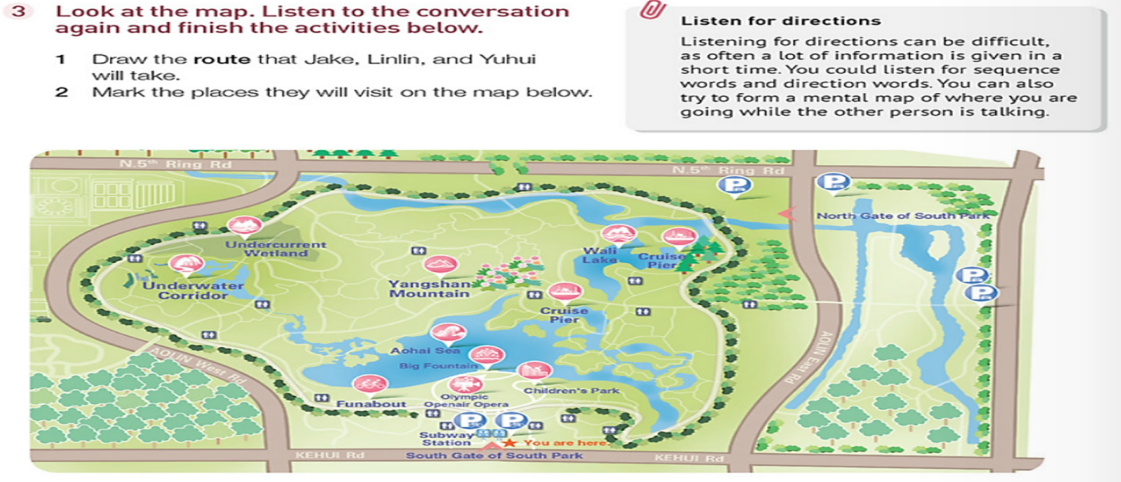 3 Look at the map. Listen to the conversation
again and finish the activities below.
1 Draw the route that Jake, Linlin, and Yuhui
will take.
2 Mark the places they will visit on the map below.
Listen for directions
Listening for directions can be difficult,
as often a lot of information is given in a
short time. You could listen for sequence
words and direction words. You can also
try to form a mental map of where you are
going while the other person is talking.
N.5th Ring Rd
N.5th Ring Rd
P
P
North Gate of South Park
Undercurrent
Wetland
Wali
Lake
Cruise
Pier
Underwater
Corridor
Yangshan
Mountain
P
P
Cruise
Pier
AOLIN West Rd
Aohai Sea
Big Fountain
AOLIN East Rd
Children's Park
Funabout
Olympic
Openair Opera
P
P
Subway
Station
You are here.
KEHUI Rd
South Gate of South Park
KEHUI Rd